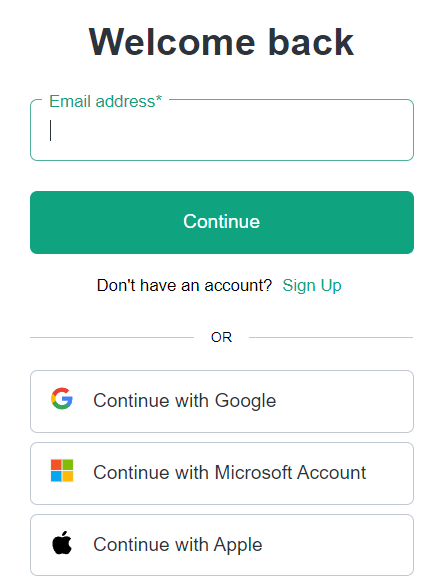 Welcome back
Email address*
Continue
Don't have an account? Sign Up
OR
Continue with Google
Continue with Microsoft Account
Continue with Apple